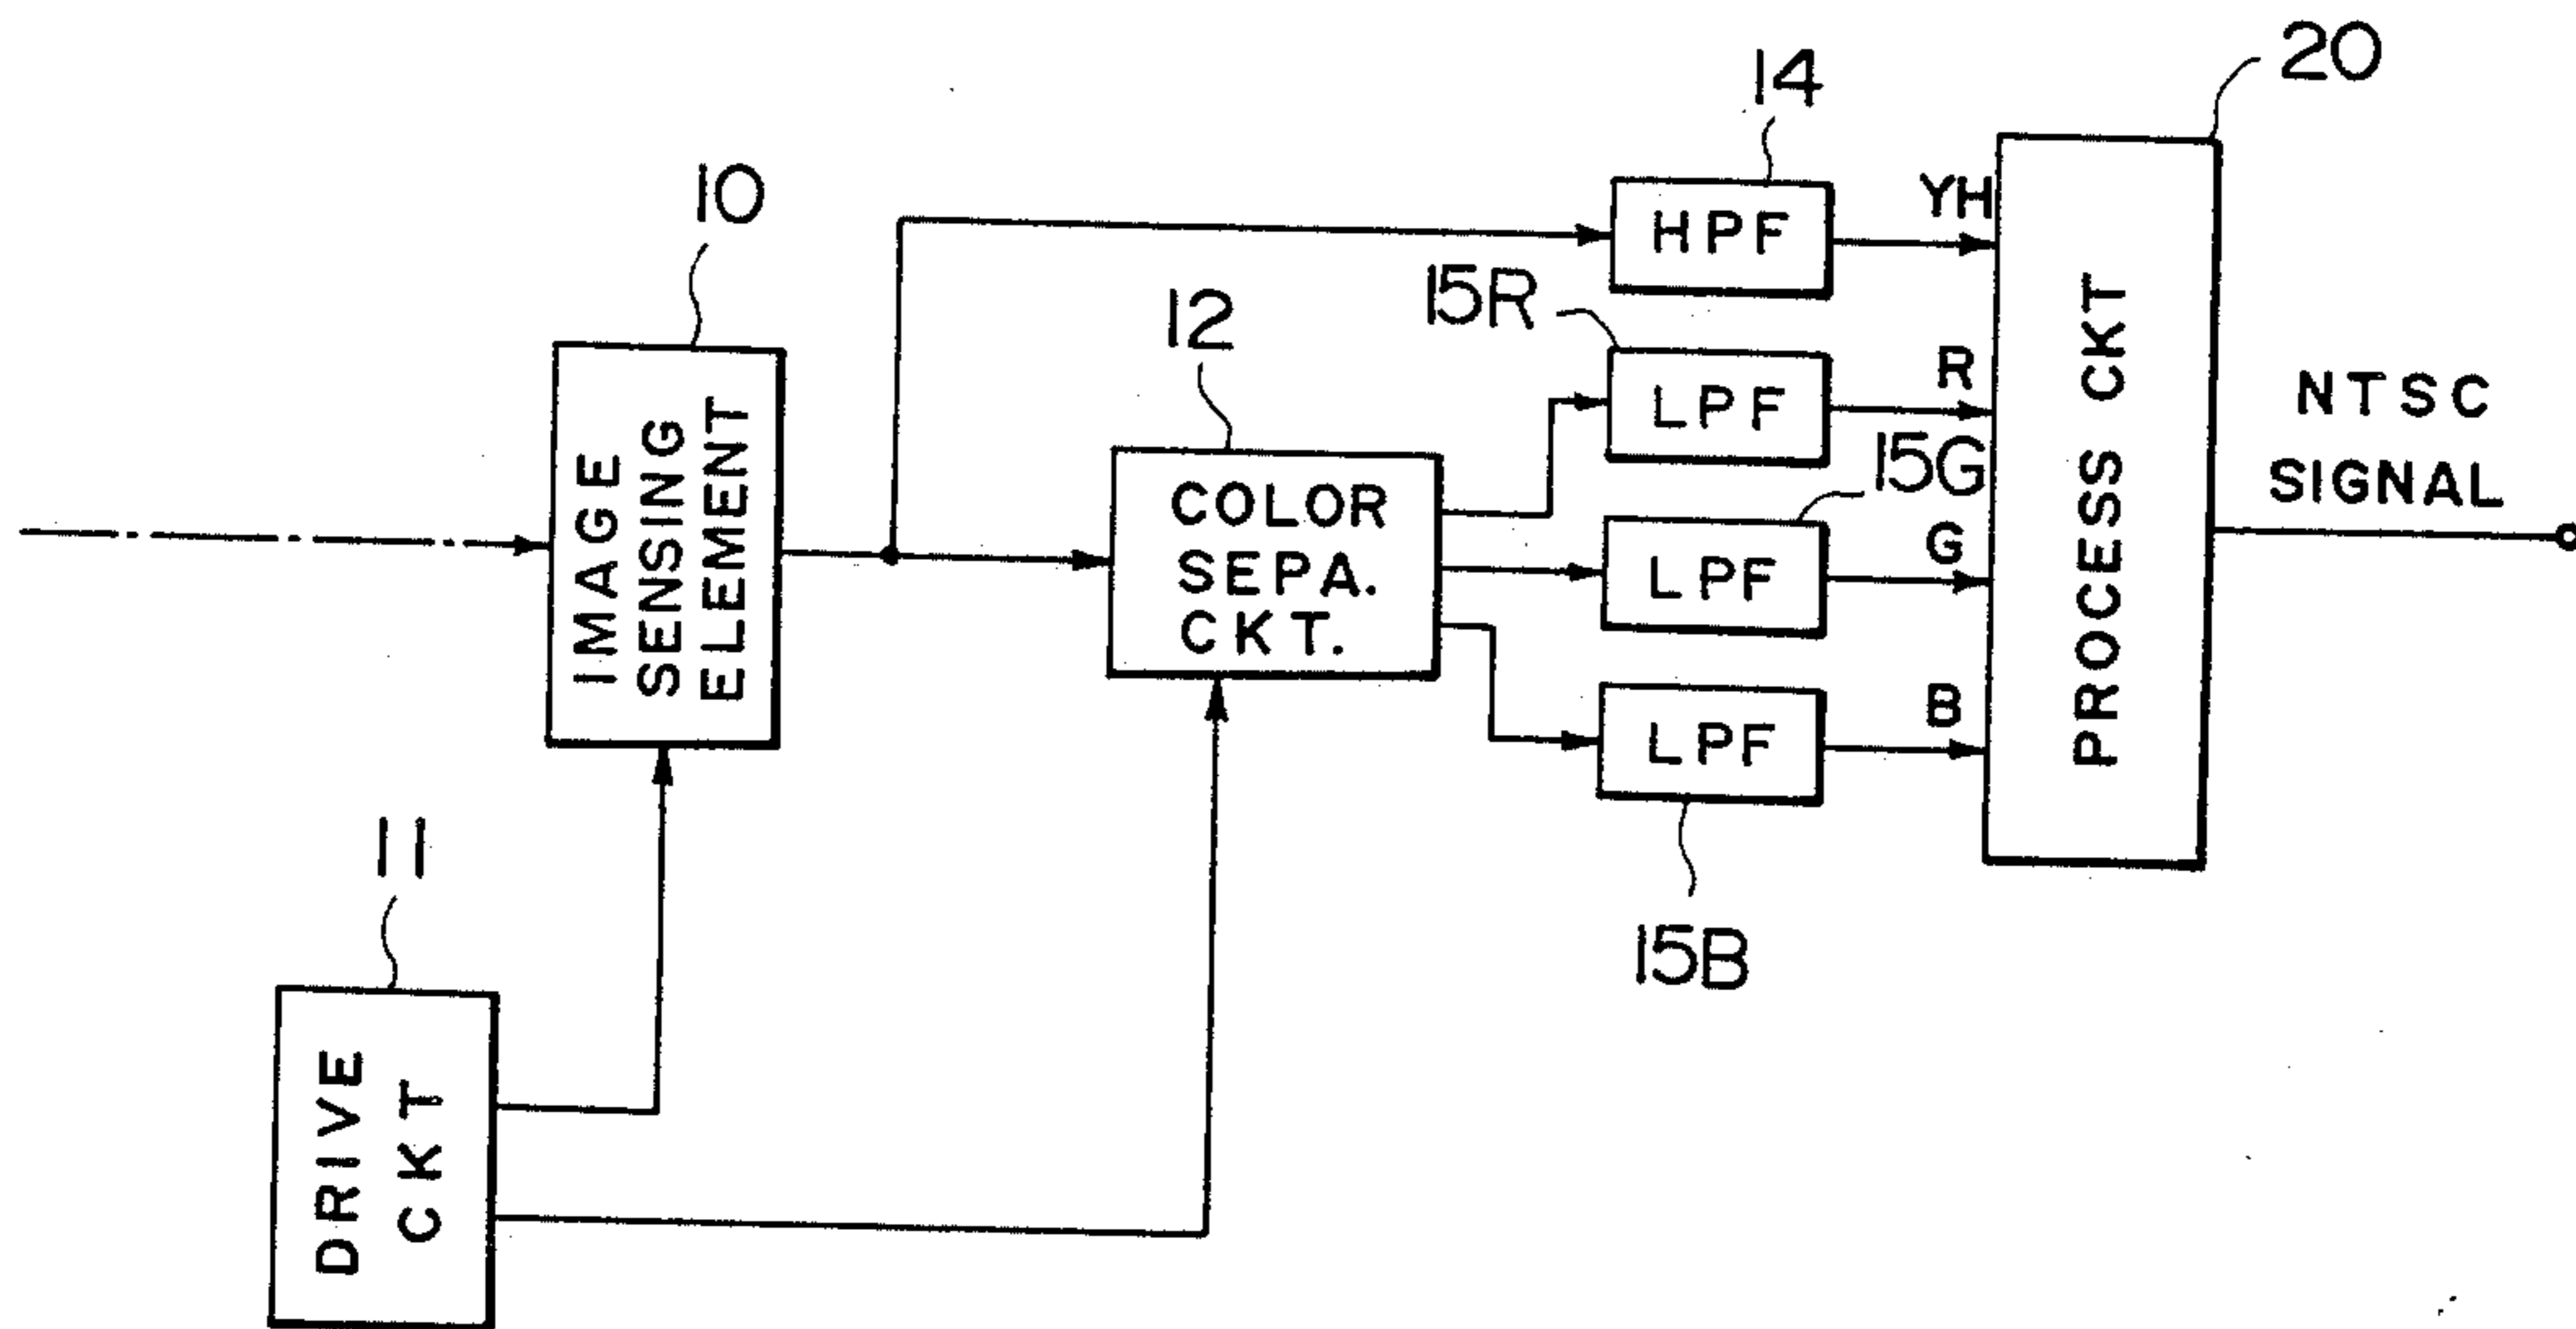 20
14
10
YH
HPF
15R
12
R
LPF
15G
NTSC
SIGNAL
IMAGE
SENSING
ELEMENT
COLOR
SEPA.
CKT.
G
LPF
PROCESS CKT
B
LPF
11
15B
DRIVE
CKT